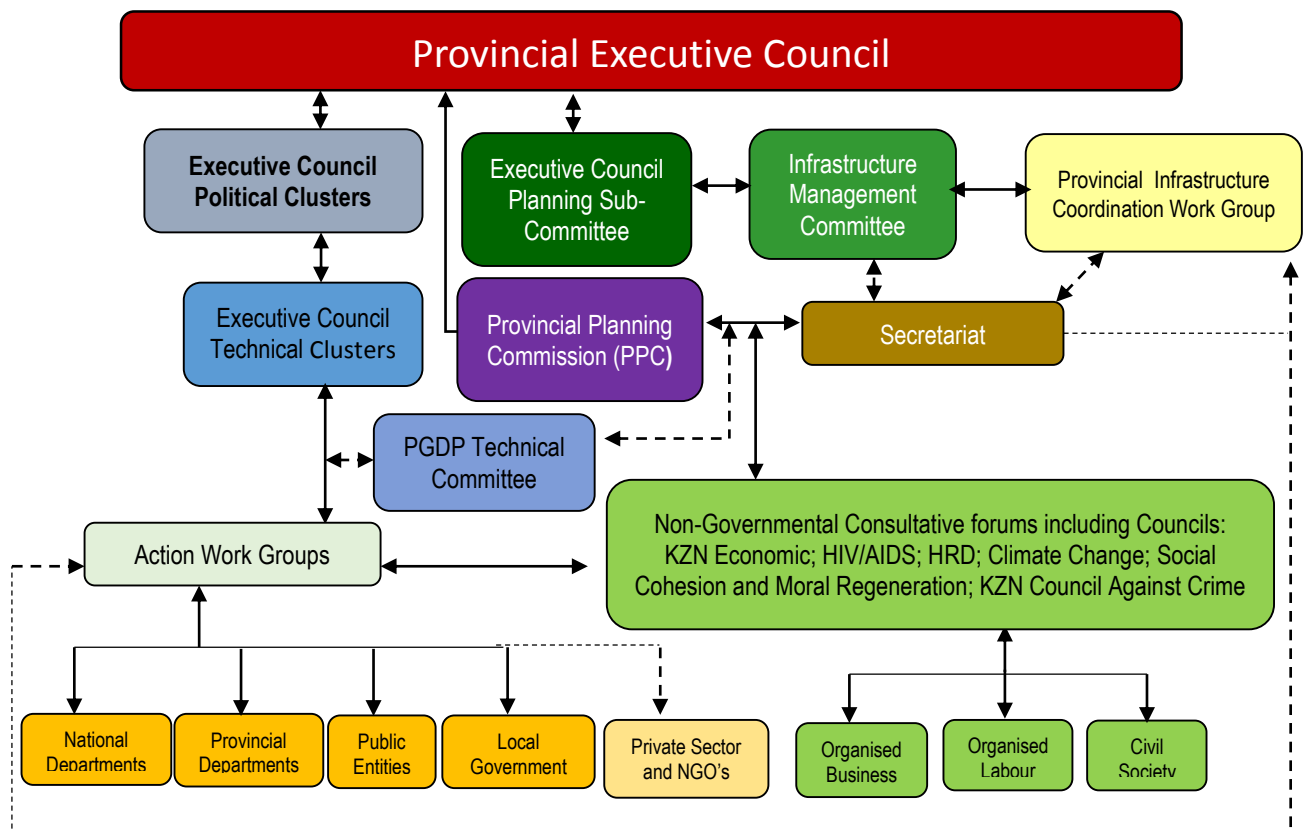 Provincial Executive Council
Executive Council
Political Clusters
Executive Council
Planning Sub-
Committee
Infrastructure
Management
Committee
Provincial Infrastructure
Coordination Work Group
Executive Council
Technical Clusters
Provincial Planning
Commission (PPC)
Secretariat
PGDP Technical
Committee
Non-Governmental Consultative forums including Councils:
KZN Economic; HIV/AIDS; HRD; Climate Change; Social
Cohesion and Moral Regeneration; KZN Council Against Crime
Action Work Groups
National
Departments
Provincial
Departments
Public
Entities
Local
Government
Private Sector
and NGO's
Organised
Business
Organised
Labour
Civil
Society